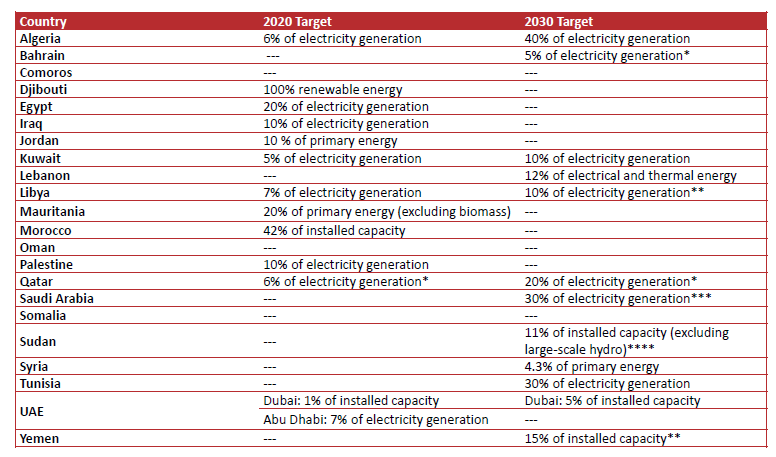 Country 2020 Target 2030 Target
Algeria 6% of electricity generation 40% of electricity generation
Bahrain --- 5% of electricity generation*
Comoros --- ---
Djibouti 100% renewable energy ---
Egypt 20% of electricity generation ---
Iraq 10% of electricity generation ---
Jordan 10 % of primary energy ---
Kuwait 5% of electricity generation 10% of electricity generation
Lebanon --- 12% of electrical and thermal energy
Libya 7% of electricity generation 10% of electricity generation**
Mauritania 20% of primary energy (excluding biomass) ---
Morocco 42% of installed capacity ---
Oman --- ---
Palestine 10% of electricity generation ---
Qatar 6% of electricity generation* 20% of electricity generation*
Saudi Arabia --- 30% of electricity generation***
Somalia --- ---
Sudan --- 11% of installed capacity (excluding
large-scale hydro)****
Syria --- 4.3% of primary energy
Tunisia --- 30% of electricity generation
UAE Dubai: 1% of installed capacity Dubai: 5% of installed capacity
Abu Dhabi: 7% of electricity generation ---
Yemen --- 15% of installed capacity**